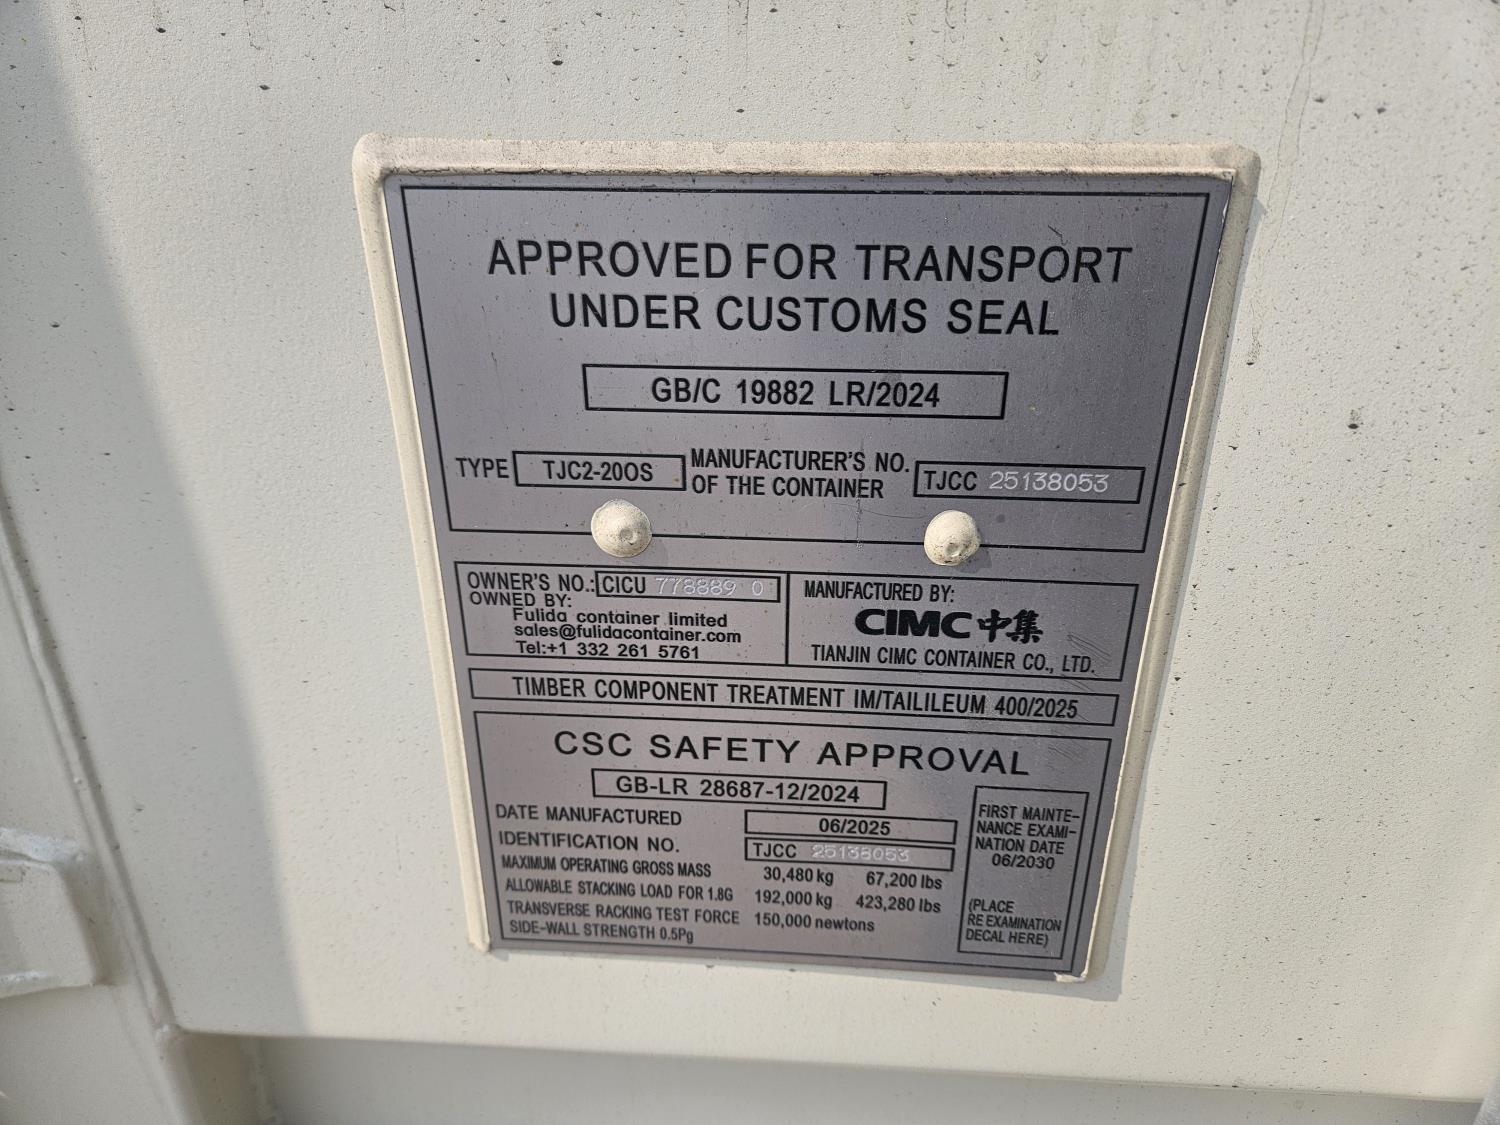 APPROVED FOR TRANSPORT
UNDER CUSTOMS SEAL
GB/C 19882 LR/2024
TYPE TJC2-20OS MANUFACTURER'S NO. OF THE CONTAINER TJCC 25138053
OWNER'S NO.: CICU 778889 0
OWNED BY:
Fulida container limited
sales@fulidacontainer.com
Tel:+1 332 261 5761
MANUFACTURED BY:
CIMC 中集
TIANJIN CIMC CONTAINER CO., LTD.
TIMBER COMPONENT TREATMENT IM/TAILILEUM 400/2025
CSC SAFETY APPROVAL
GB-LR 28687-12/2024
DATE MANUFACTURED 06/2025
IDENTIFICATION NO. TJCC 25138053
MAXIMUM OPERATING GROSS MASS 30,480 kg 67,200 lbs
ALLOWABLE STACKING LOAD FOR 1.8G 192,000 kg 423,280 lbs
TRANSVERSE RACKING TEST FORCE 150,000 newtons
SIDE-WALL STRENGTH 0.5Pg
FIRST MAINTE-
NANCE EXAMI-
NATION DATE
06/2030
(PLACE
RE EXAMINATION
DECAL HERE)